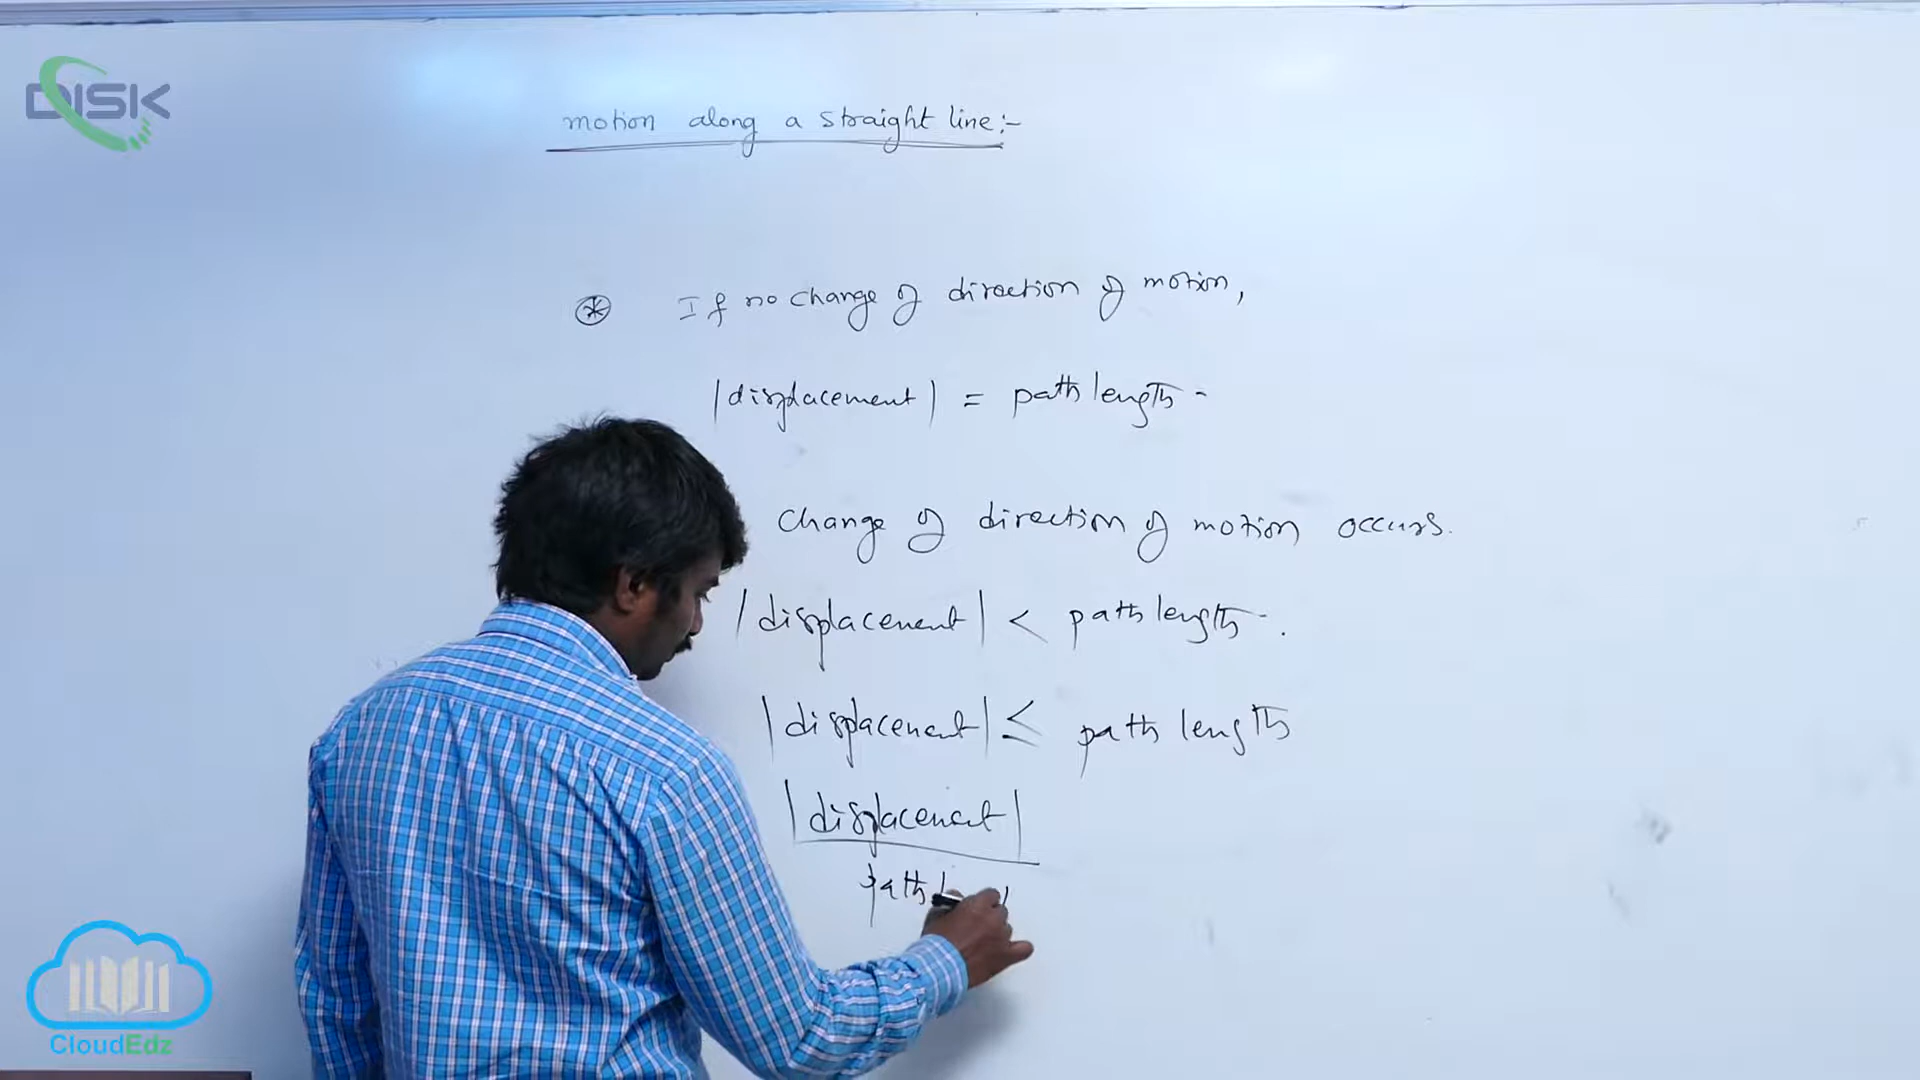 DISK
motion along a straight line:-
* If no change of direction of motion,
|displacement| = path length -
change of direction of motion occurs.
|displacement| < path length - .
|displacement| ≤ path length
|displacement|
path
CloudEdz